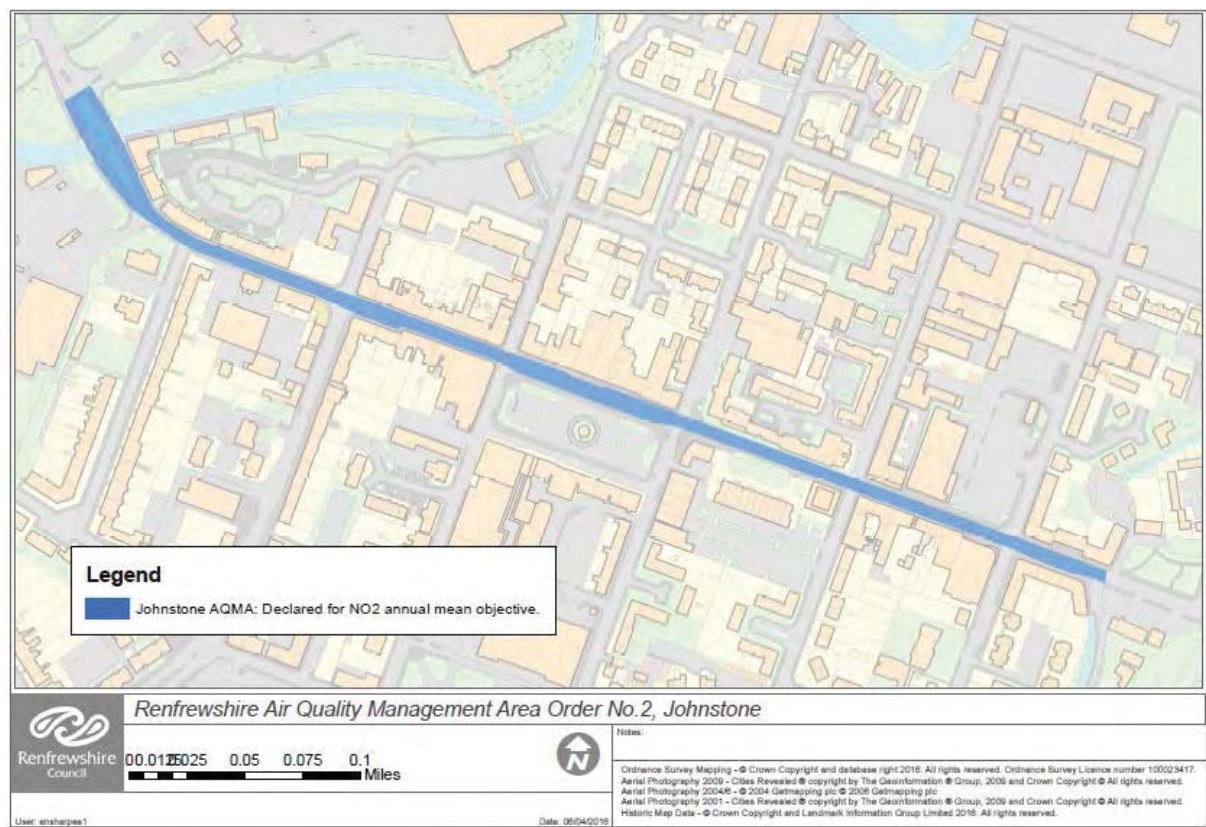 Legend
Johnstone AQMA: Declared for NO2 annual mean objective.
Renfrewshire Air Quality Management Area Order No.2, Johnstone
Renfrewshire
Council
0.025 0.05 0.075 0.1
Miles
N
Notes:
Ordnance Survey Mapping - © Crown Copyright and database right 2016. All rights reserved. Ordnance Survey Licence number 100023417.
Aerial Photography 2009 - Cities Revealed ® copyright by The GeoInformation ® Group, 2009 and Crown Copyright © All rights reserved.
Aerial Photography 2004/6 - © 2004 Getmapping plc © 2006 Getmapping plc
Aerial Photography 2001 - Cities Revealed ® copyright by The GeoInformation ® Group, 2009 and Crown Copyright © All rights reserved.
Historic Map Data - © Crown Copyright and Landmark Information Group Limited 2016. All rights reserved.
User: ensharpee1
Date: 06/04/2016